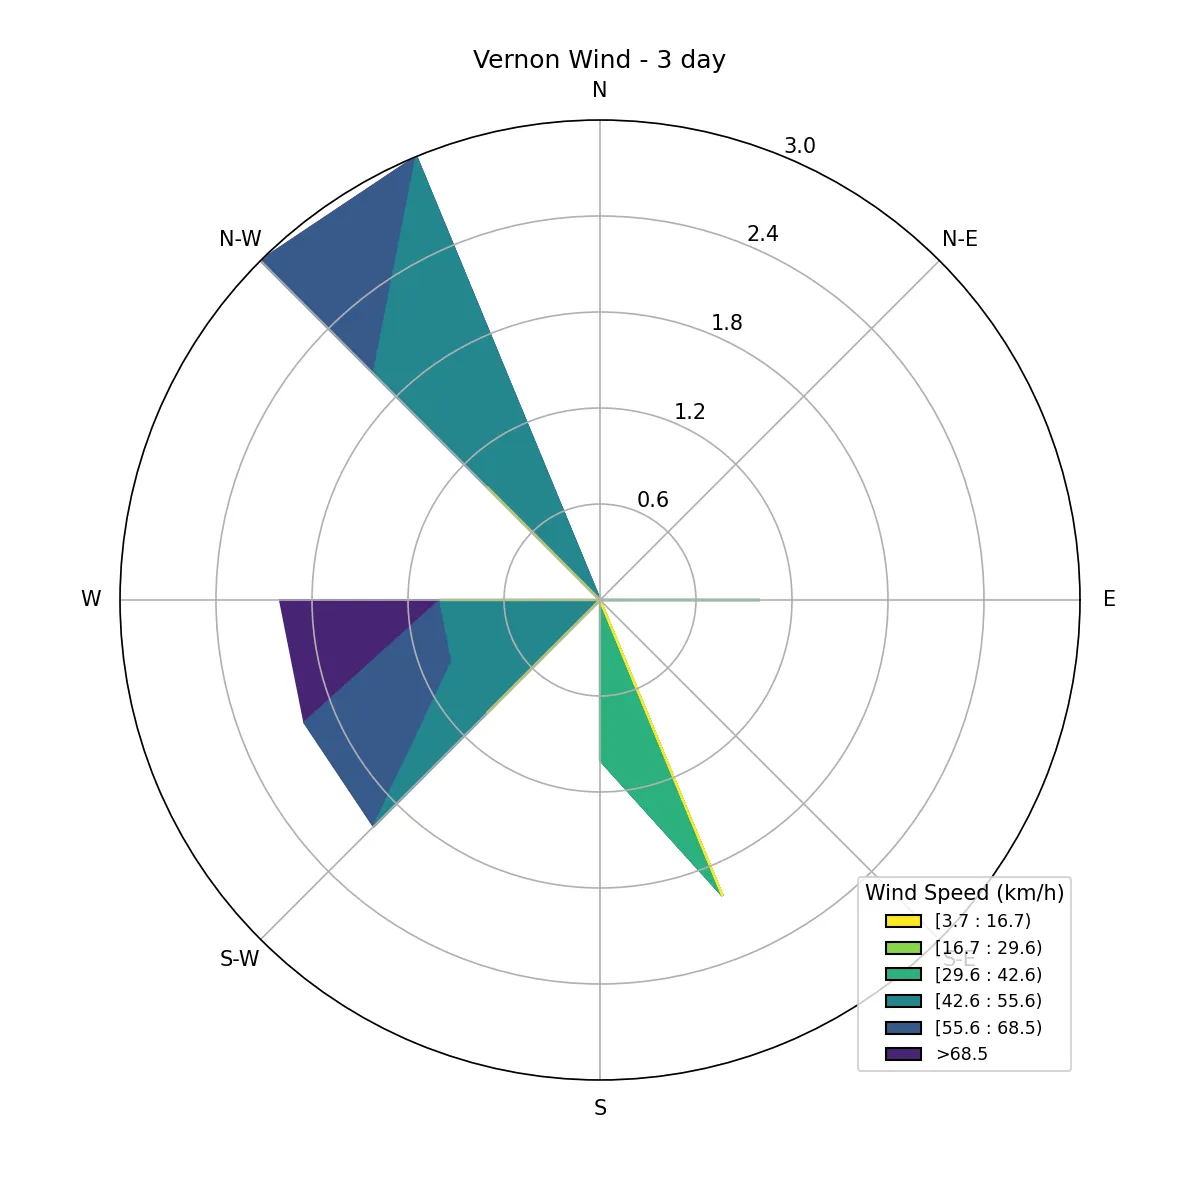 Vernon Wind - 3 day
N
3.0
N-W
2.4
N-E
1.8
1.2
0.6
W
E
Wind Speed (km/h)
[3.7 : 16.7)
[16.7 : 29.6)
S-W
S-E
[29.6 : 42.6)
[42.6 : 55.6)
[55.6 : 68.5)
>68.5
S